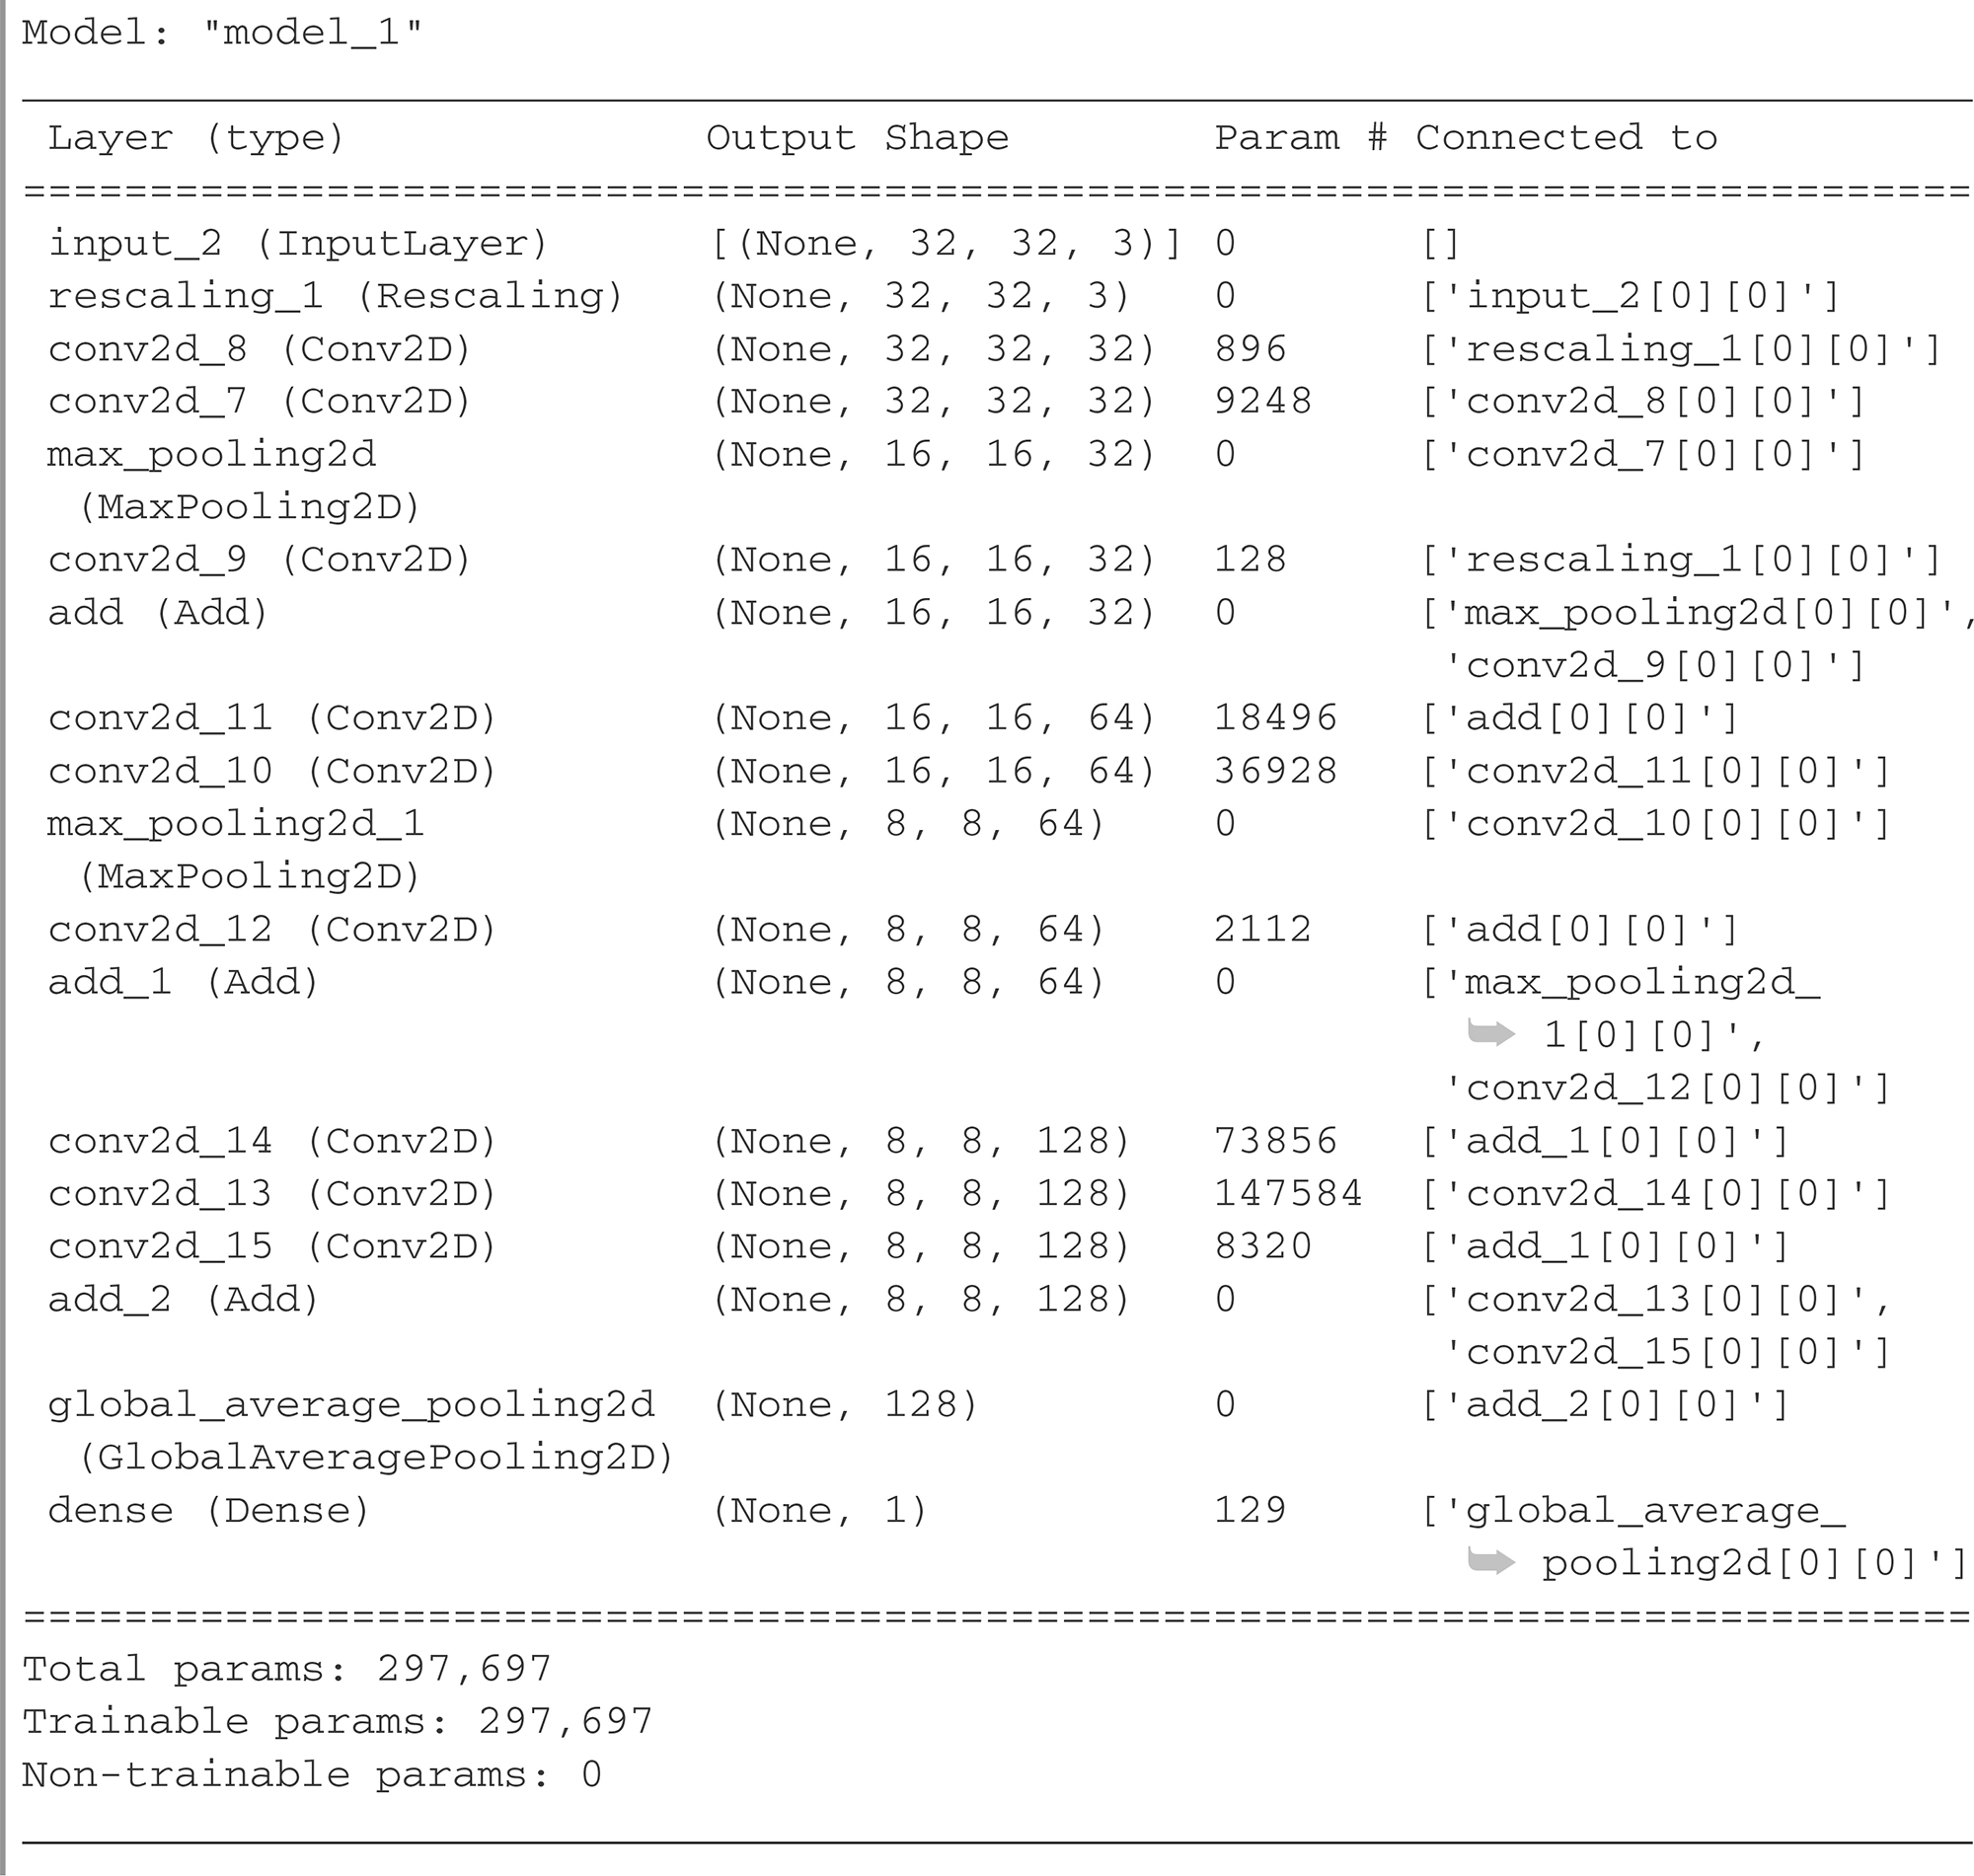 Model: "model_1"
Layer (type) Output Shape Param # Connected to
=============================================================================
input_2 (InputLayer) [(None, 32, 32, 3)] 0 []
rescaling_1 (Rescaling) (None, 32, 32, 3) 0 ['input_2[0][0]']
conv2d_8 (Conv2D) (None, 32, 32, 32) 896 ['rescaling_1[0][0]']
conv2d_7 (Conv2D) (None, 32, 32, 32) 9248 ['conv2d_8[0][0]']
max_pooling2d (None, 16, 16, 32) 0 ['conv2d_7[0][0]']
(MaxPooling2D)
conv2d_9 (Conv2D) (None, 16, 16, 32) 128 ['rescaling_1[0][0]']
add (Add) (None, 16, 16, 32) 0 ['max_pooling2d[0][0]',
'conv2d_9[0][0]']
conv2d_11 (Conv2D) (None, 16, 16, 64) 18496 ['add[0][0]']
conv2d_10 (Conv2D) (None, 16, 16, 64) 36928 ['conv2d_11[0][0]']
max_pooling2d_1 (None, 8, 8, 64) 0 ['conv2d_10[0][0]']
(MaxPooling2D)
conv2d_12 (Conv2D) (None, 8, 8, 64) 2112 ['add[0][0]']
add_1 (Add) (None, 8, 8, 64) 0 ['max_pooling2d_
➥ 1[0][0]',
'conv2d_12[0][0]']
conv2d_14 (Conv2D) (None, 8, 8, 128) 73856 ['add_1[0][0]']
conv2d_13 (Conv2D) (None, 8, 8, 128) 147584 ['conv2d_14[0][0]']
conv2d_15 (Conv2D) (None, 8, 8, 128) 8320 ['add_1[0][0]']
add_2 (Add) (None, 8, 8, 128) 0 ['conv2d_13[0][0]',
'conv2d_15[0][0]']
global_average_pooling2d (None, 128) 0 ['add_2[0][0]']
(GlobalAveragePooling2D)
dense (Dense) (None, 1) 129 ['global_average_
➥ pooling2d[0][0]']
=============================================================================
Total params: 297,697
Trainable params: 297,697
Non-trainable params: 0